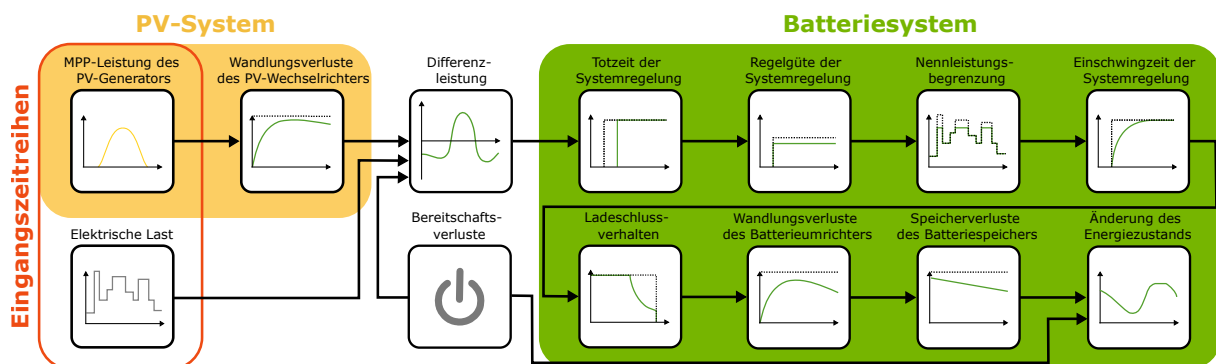 PV-System
Batteriesystem
Eingangszeitreihen
MPP-Leistung des
PV-Generators
Wandlungsverluste
des PV-Wechselrichters
Differenz-
leistung
Totzeit der
Systemregelung
Regelgüte der
Systemregelung
Nennleistungs-
begrenzung
Einschwingzeit der
Systemregelung
Elektrische Last
Bereitschafts-
verluste
Ladeschluss-
verhalten
Wandlungsverluste
des Batterieumrichters
Speicherverluste
des Batteriespeichers
Änderung des
Energiezustands